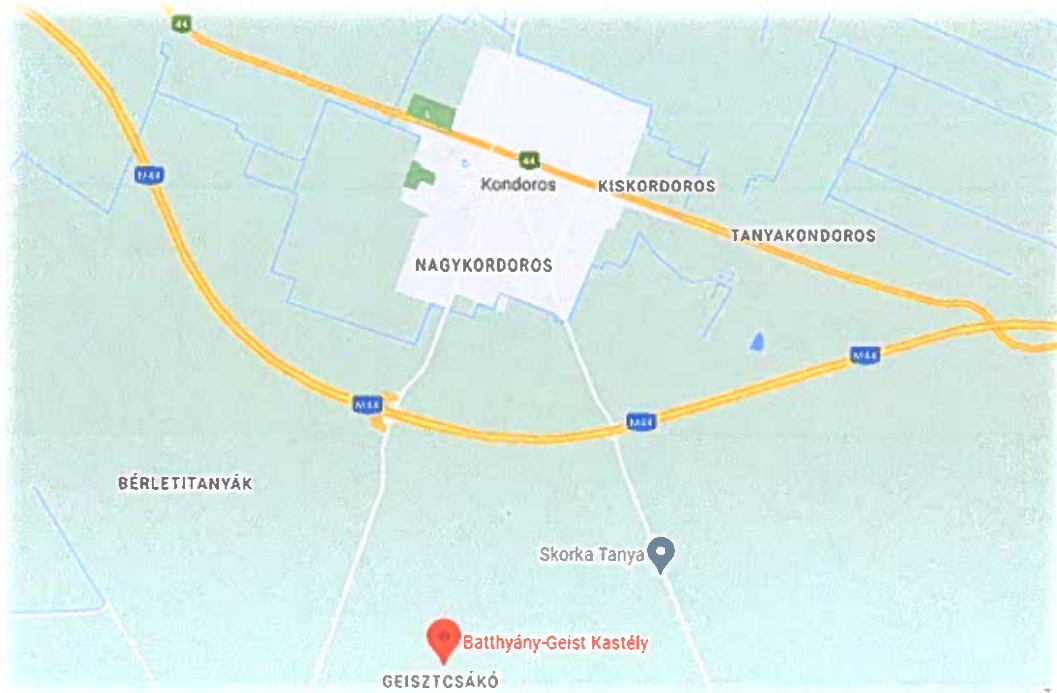 44
M44
44
Kondoros
KISKORDOROS
TANYAKONDOROS
NAGYKORDOROS
M44
M44
M44
BÉRLETITANYÁK
Skorka Tanya
Batthyány-Geist Kastély
GEISZTCSÁKÓ